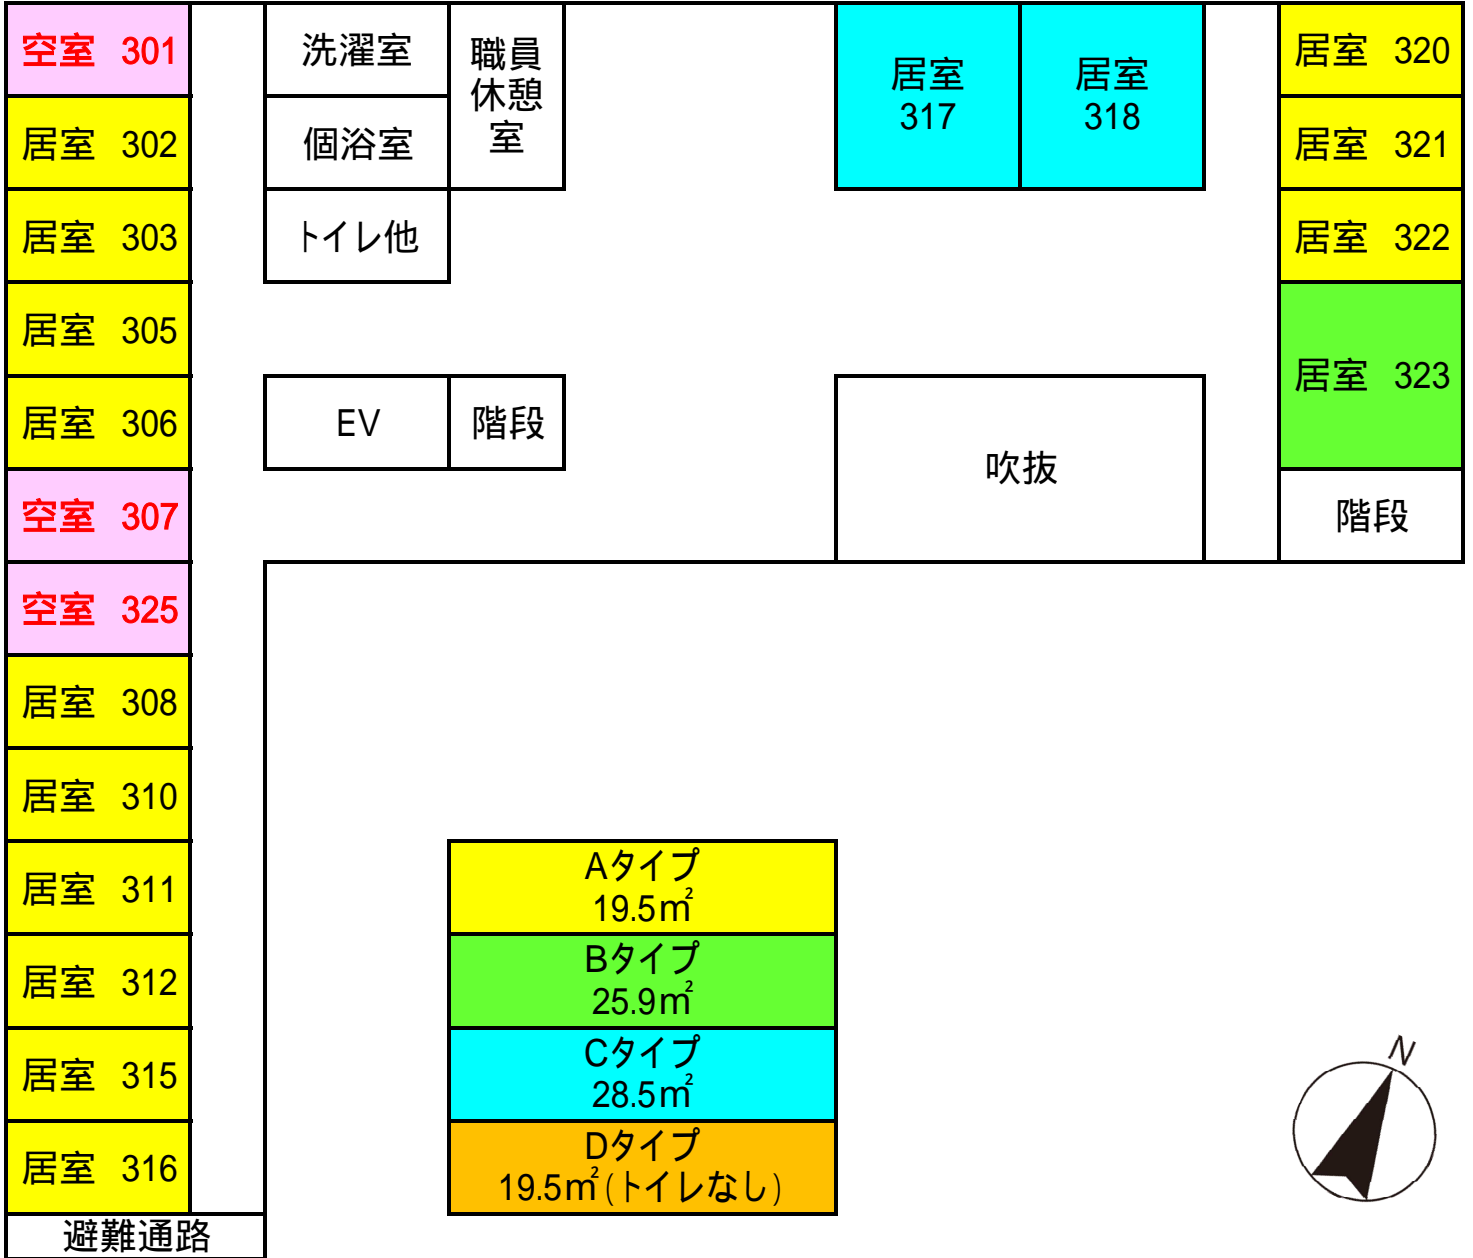 空室 301
居室 302
居室 303
居室 305
居室 306
空室 307
空室 325
居室 308
居室 310
居室 311
居室 312
居室 315
居室 316
避難通路
洗濯室
個浴室
トイレ他
職員
休憩
室
EV
階段
居室
317
居室
318
吹抜
居室 320
居室 321
居室 322
居室 323
階段
Aタイプ
19.5㎡
Bタイプ
25.9㎡
Cタイプ
28.5㎡
Dタイプ
19.5㎡(トイレなし)
N